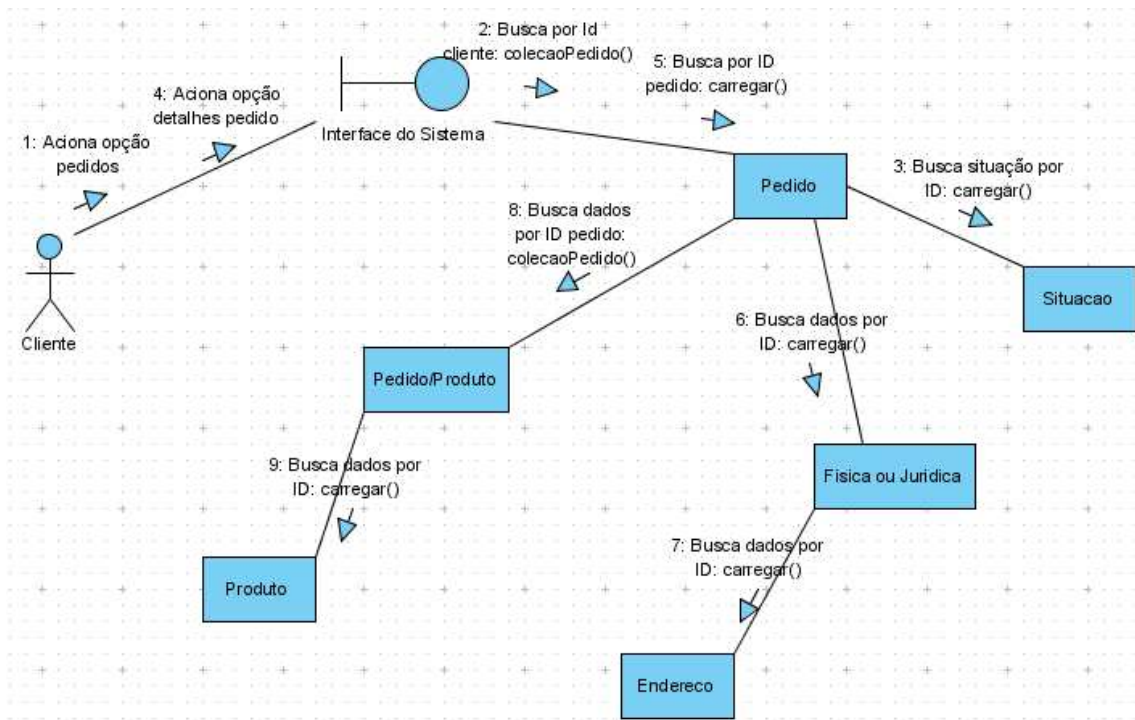 2: Busca por Id
cliente: colecaoPedido()
5: Busca por ID
pedido: carregar()
4: Aciona opção
detalhes pedido
Interface do Sistema
1: Aciona opção
pedidos
3: Busca situação por
ID: carregar()
Pedido
8: Busca dados
por ID pedido:
colecaoPedido()
Situacao
6: Busca dados por
ID: carregar()
Cliente
Pedido/Produto
9: Busca dados por
ID: carregar()
Fisica ou Juridica
7: Busca dados por
ID: carregar()
Produto
Endereco